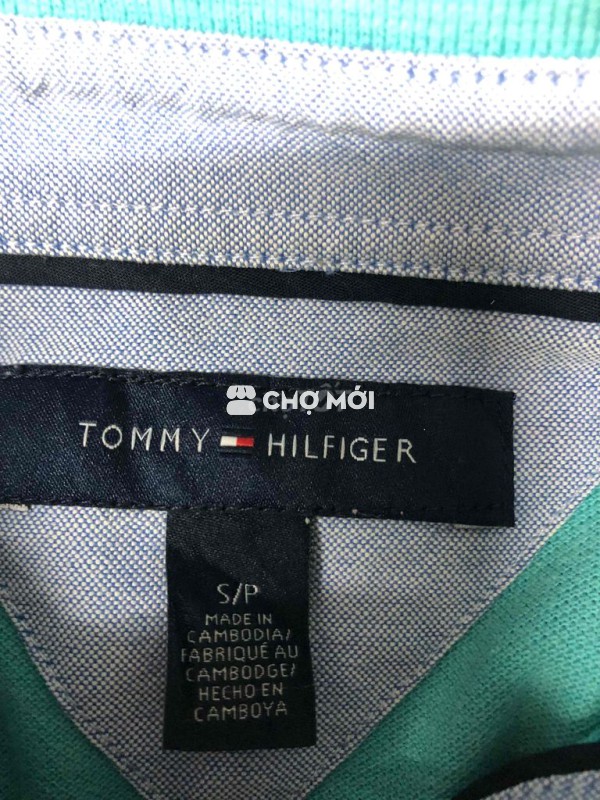 CHỢ MỚI
TOMMY HILFIGER
S/P
MADE IN
CAMBODIA/
FABRIQUÉ AU
CAMBODGE/
HECHO EN
CAMBOYA